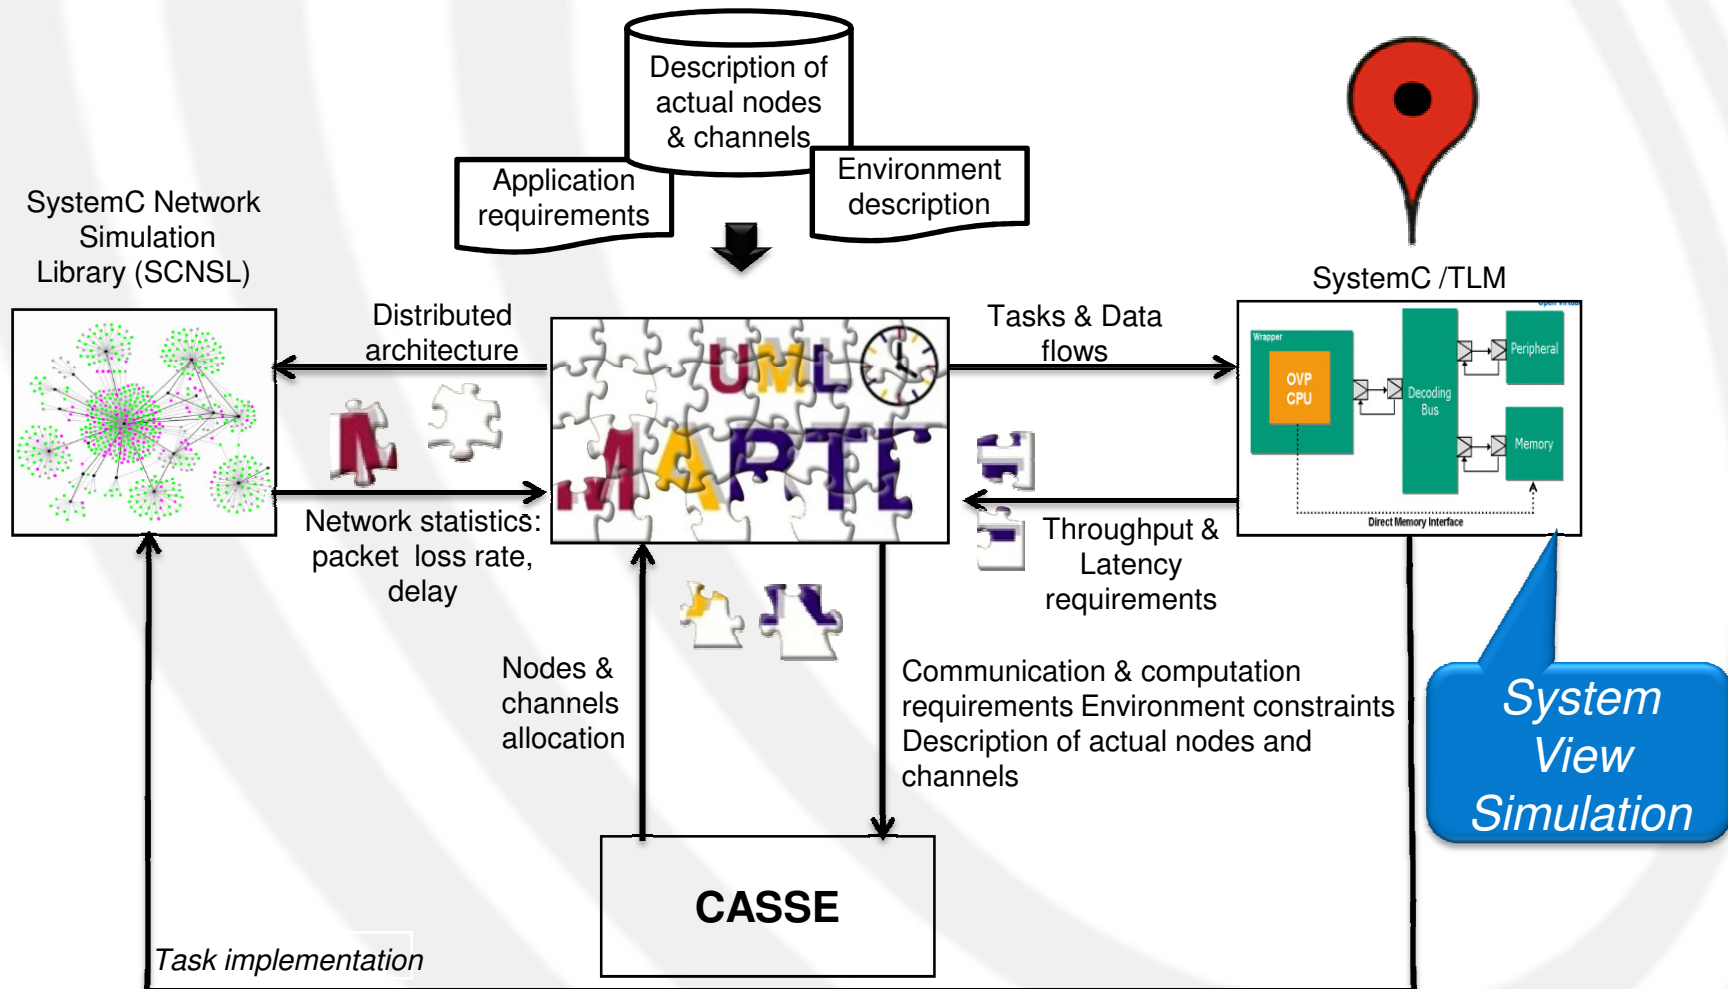 Description of
actual nodes
& channels
Application
requirements
Environment
description
SystemC Network
Simulation
Library (SCNSL)
SystemC /TLM
Distributed
architecture
Tasks & Data
flows
UML
MARTE
Wrapper
OVP
CPU
Decoding
Bus
Peripheral
Memory
Direct Memory Interface
Network statistics:
packet loss rate,
delay
Throughput &
Latency
requirements
Nodes &
channels
allocation
Communication & computation
requirements Environment constraints
Description of actual nodes and
channels
System
View
Simulation
CASSE
Task implementation